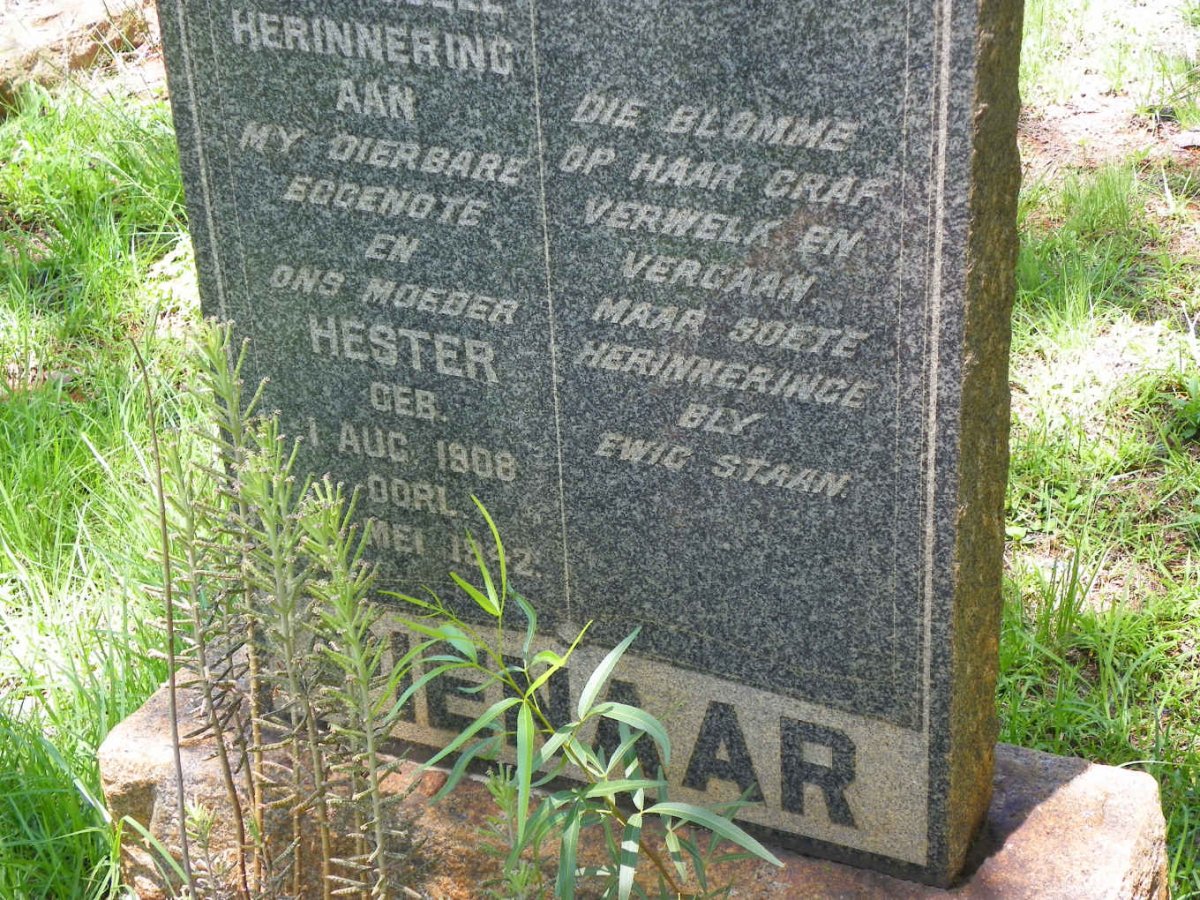 HERINNERING
AAN
MY DIERBARE
EGGENOTE
EN
ONS MOEDER
HESTER
GEB.
1 AUG. 1908
OORL.
MEI
DIE BLOMME
OP HAAR GRAF
VERWELK EN
VERGAAN.
MAAR SOETE
HERINNERINGE
BLY
EWIG STAAN.